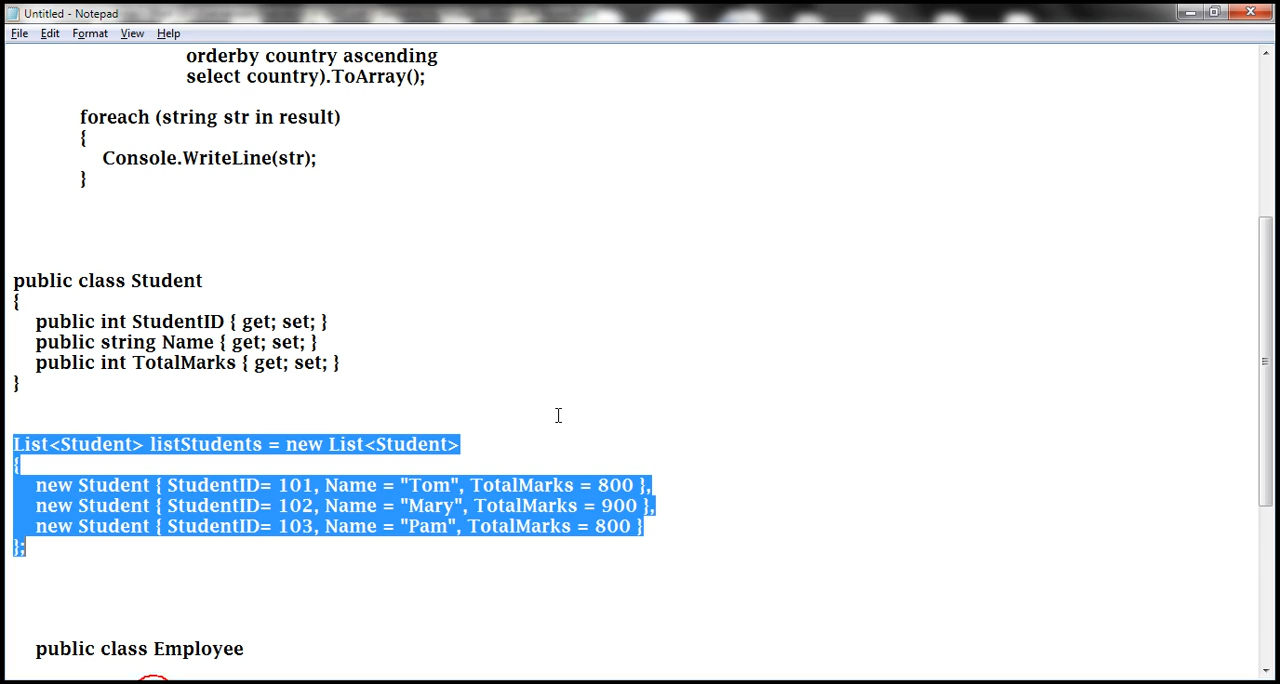 Untitled - Notepad
File Edit Format View Help
orderby country ascending
select country).ToArray();
foreach (string str in result)
{
Console.WriteLine(str);
}
public class Student
{
public int StudentID { get; set; }
public string Name { get; set; }
public int TotalMarks { get; set; }
}
List<Student> listStudents = new List<Student>
{
new Student { StudentID= 101, Name = "Tom", TotalMarks = 800 },
new Student { StudentID= 102, Name = "Mary", TotalMarks = 900 },
new Student { StudentID= 103, Name = "Pam", TotalMarks = 800 }
};
public class Employee